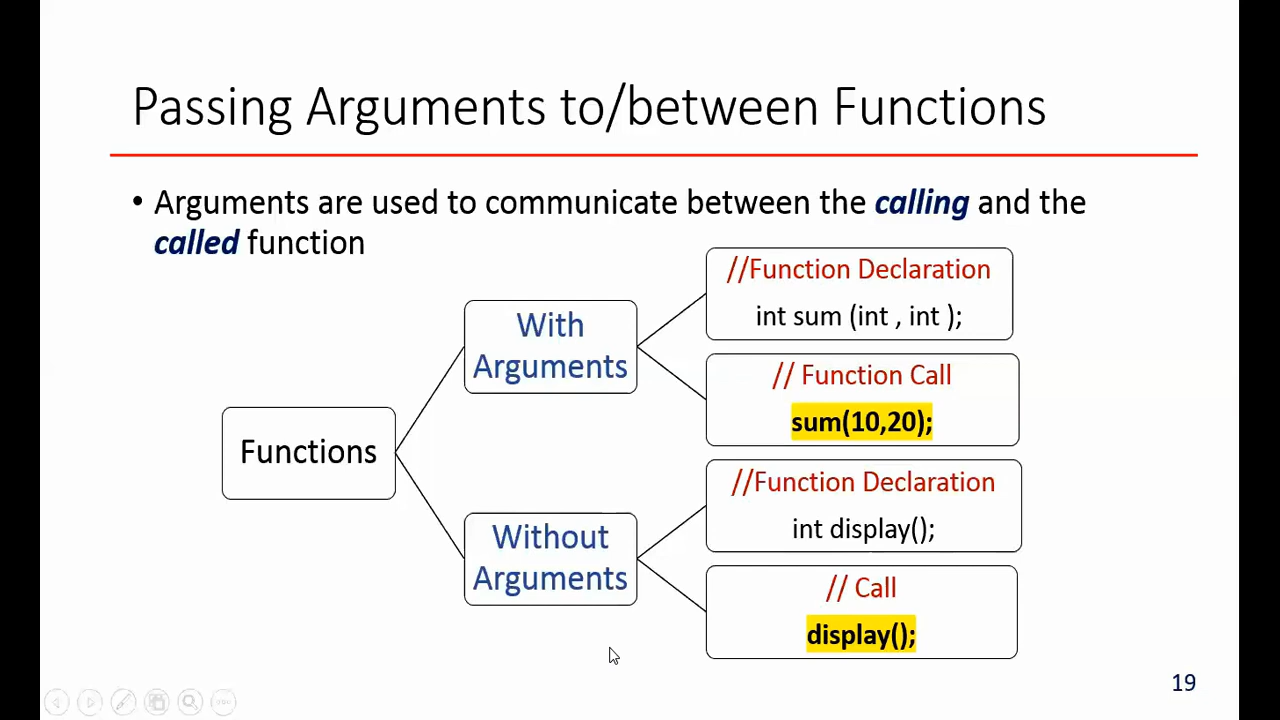 Passing Arguments to/between Functions
• Arguments are used to communicate between the calling and the
called function
Functions
With
Arguments
//Function Declaration
int sum (int , int );
// Function Call
sum(10,20);
Without
Arguments
//Function Declaration
int display();
// Call
display();
19